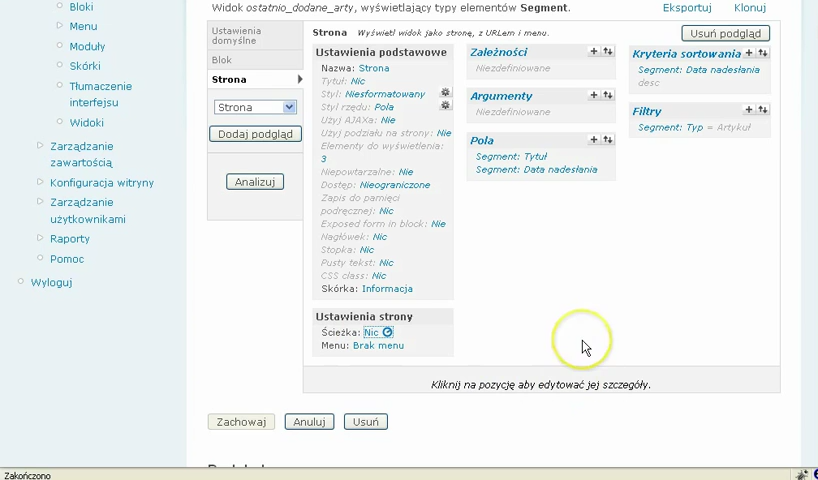 Bloki
Menu
Moduły
Skórki
Tłumaczenie
interfejsu
Widoki
Zarządzanie
zawartością
Konfiguracja witryny
Zarządzanie
użytkownikami
Raporty
Pomoc
Wyloguj
Widok ostatnio_dodane_arty, wyświetlający typy elementów Segment.
Eksportuj
Klonuj
Ustawienia
domyślne
Blok
Strona
Strona
Dodaj podgląd
Analizuj
Strona Wyświetl widok jako stronę, z URLem i menu.
Usuń podgląd
Ustawienia podstawowe
Nazwa: Strona
Tytuł: Nic
Styl: Niesformatowany
Styl rzędu: Pola
Użyj AJAXa: Nie
Użyj podziału na strony: Nie
Elementy do wyświetlenia:
3
Niepowtarzalne: Nie
Dostęp: Nieograniczone
Zapis do pamięci
podręcznej: Nic
Exposed form in block: Nie
Nagłówek: Nic
Stopka: Nic
Pusty tekst: Nic
CSS class: Nic
Skórka: Informacja
Ustawienia strony
Ścieżka: Nic
Menu: Brak menu
Zależności
Niezdefiniowane
Argumenty
Niezdefiniowane
Pola
Segment: Tytuł
Segment: Data nadesłania
Kryteria sortowania
Segment: Data nadesłania
desc
Filtry
Segment: Typ = Artykuł
Kliknij na pozycję aby edytować jej szczegóły.
Zachowaj
Anuluj
Usuń
Zakończono